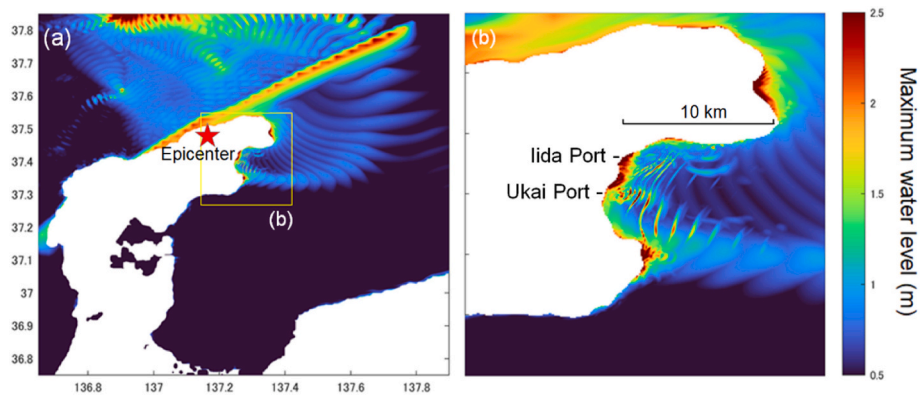 (a)
37.8
37.7
37.6
37.5
37.4
37.3
37.2
37.1
37
36.9
36.8
136.8 137 137.2 137.4 137.6 137.8
Epicenter
(b)
(b)
10 km
Iida Port -
Ukai Port -
2.5
2
1.5
1
0.5
Maximum water level (m)